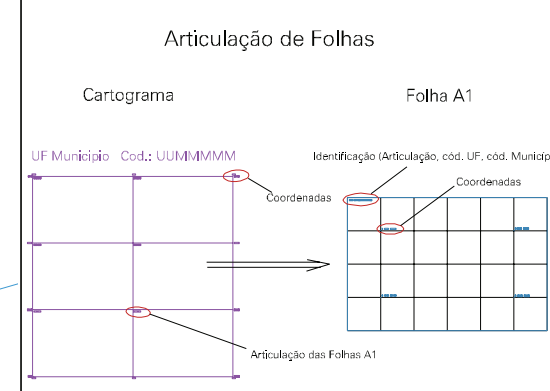 Articulação de Folhas
Cartograma
Folha A1
UF Municipio Cod.: UUMMMMM
Identificação (Articulação, cód. UF, cód. Municíp
Coordenadas
Coordenadas
Articulação das Folhas A1